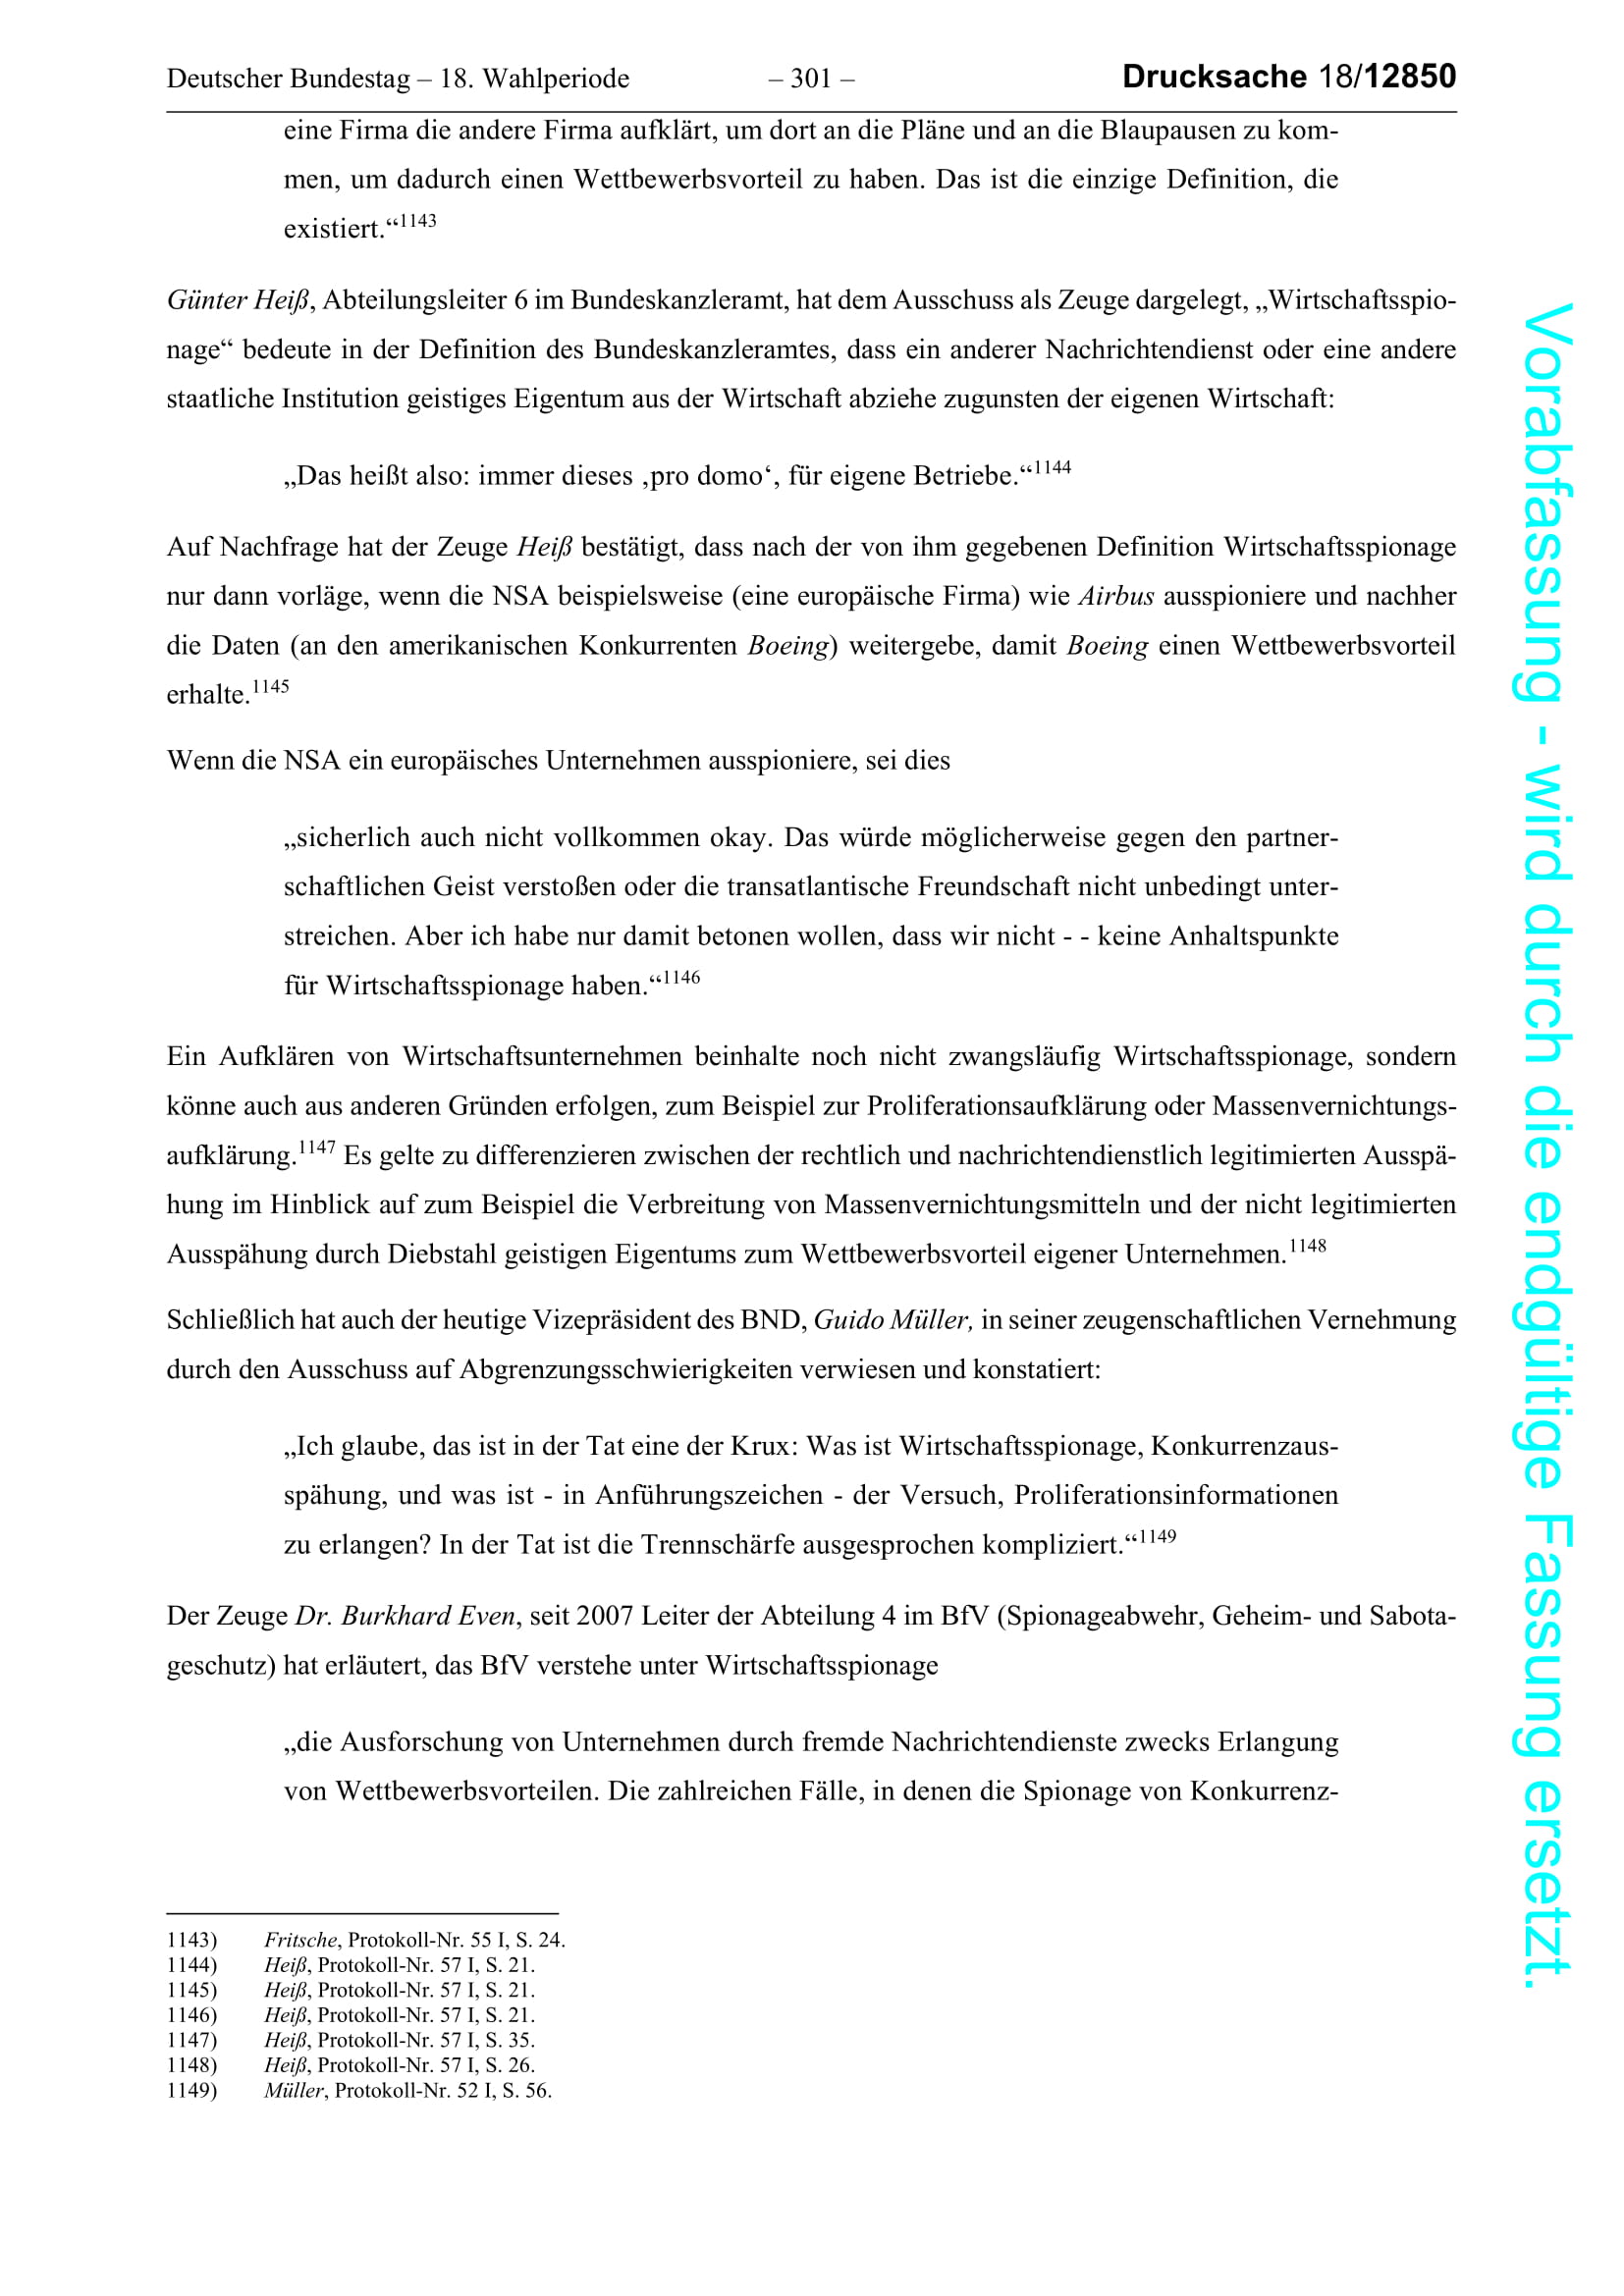 Deutscher Bundestag – 18. Wahlperiode – 301 – Drucksache 18/12850
eine Firma die andere Firma aufklärt, um dort an die Pläne und an die Blaupausen zu kom-
men, um dadurch einen Wettbewerbsvorteil zu haben. Das ist die einzige Definition, die
existiert.“1143
Günter Heiß, Abteilungsleiter 6 im Bundeskanzleramt, hat dem Ausschuss als Zeuge dargelegt, „Wirtschaftsspio-
nage“ bedeute in der Definition des Bundeskanzleramtes, dass ein anderer Nachrichtendienst oder eine andere
staatliche Institution geistiges Eigentum aus der Wirtschaft abziehe zugunsten der eigenen Wirtschaft:
„Das heißt also: immer dieses ‚pro domo‘, für eigene Betriebe.“1144
Auf Nachfrage hat der Zeuge Heiß bestätigt, dass nach der von ihm gegebenen Definition Wirtschaftsspionage
nur dann vorläge, wenn die NSA beispielsweise (eine europäische Firma) wie Airbus ausspioniere und nachher
die Daten (an den amerikanischen Konkurrenten Boeing) weitergebe, damit Boeing einen Wettbewerbsvorteil
erhalte.1145
Wenn die NSA ein europäisches Unternehmen ausspioniere, sei dies
„sicherlich auch nicht vollkommen okay. Das würde möglicherweise gegen den partner-
schaftlichen Geist verstoßen oder die transatlantische Freundschaft nicht unbedingt unter-
streichen. Aber ich habe nur damit betonen wollen, dass wir nicht - - keine Anhaltspunkte
für Wirtschaftsspionage haben.“1146
Ein Aufklären von Wirtschaftsunternehmen beinhalte noch nicht zwangsläufig Wirtschaftsspionage, sondern
könne auch aus anderen Gründen erfolgen, zum Beispiel zur Proliferationsaufklärung oder Massenvernichtungs-
aufklärung.1147 Es gelte zu differenzieren zwischen der rechtlich und nachrichtendienstlich legitimierten Ausspä-
hung im Hinblick auf zum Beispiel die Verbreitung von Massenvernichtungsmitteln und der nicht legitimierten
Ausspähung durch Diebstahl geistigen Eigentums zum Wettbewerbsvorteil eigener Unternehmen.1148
Schließlich hat auch der heutige Vizepräsident des BND, Guido Müller, in seiner zeugenschaftlichen Vernehmung
durch den Ausschuss auf Abgrenzungsschwierigkeiten verwiesen und konstatiert:
„Ich glaube, das ist in der Tat eine der Krux: Was ist Wirtschaftsspionage, Konkurrenzaus-
spähung, und was ist - in Anführungszeichen - der Versuch, Proliferationsinformationen
zu erlangen? In der Tat ist die Trennschärfe ausgesprochen kompliziert.“1149
Der Zeuge Dr. Burkhard Even, seit 2007 Leiter der Abteilung 4 im BfV (Spionageabwehr, Geheim- und Sabota-
geschutz) hat erläutert, das BfV verstehe unter Wirtschaftsspionage
„die Ausforschung von Unternehmen durch fremde Nachrichtendienste zwecks Erlangung
von Wettbewerbsvorteilen. Die zahlreichen Fälle, in denen die Spionage von Konkurrenz-
1143) Fritsche, Protokoll-Nr. 55 I, S. 24.
1144) Heiß, Protokoll-Nr. 57 I, S. 21.
1145) Heiß, Protokoll-Nr. 57 I, S. 21.
1146) Heiß, Protokoll-Nr. 57 I, S. 21.
1147) Heiß, Protokoll-Nr. 57 I, S. 35.
1148) Heiß, Protokoll-Nr. 57 I, S. 26.
1149) Müller, Protokoll-Nr. 52 I, S. 56.
Vorabfassung - wird durch die endgültige Fassung ersetzt.